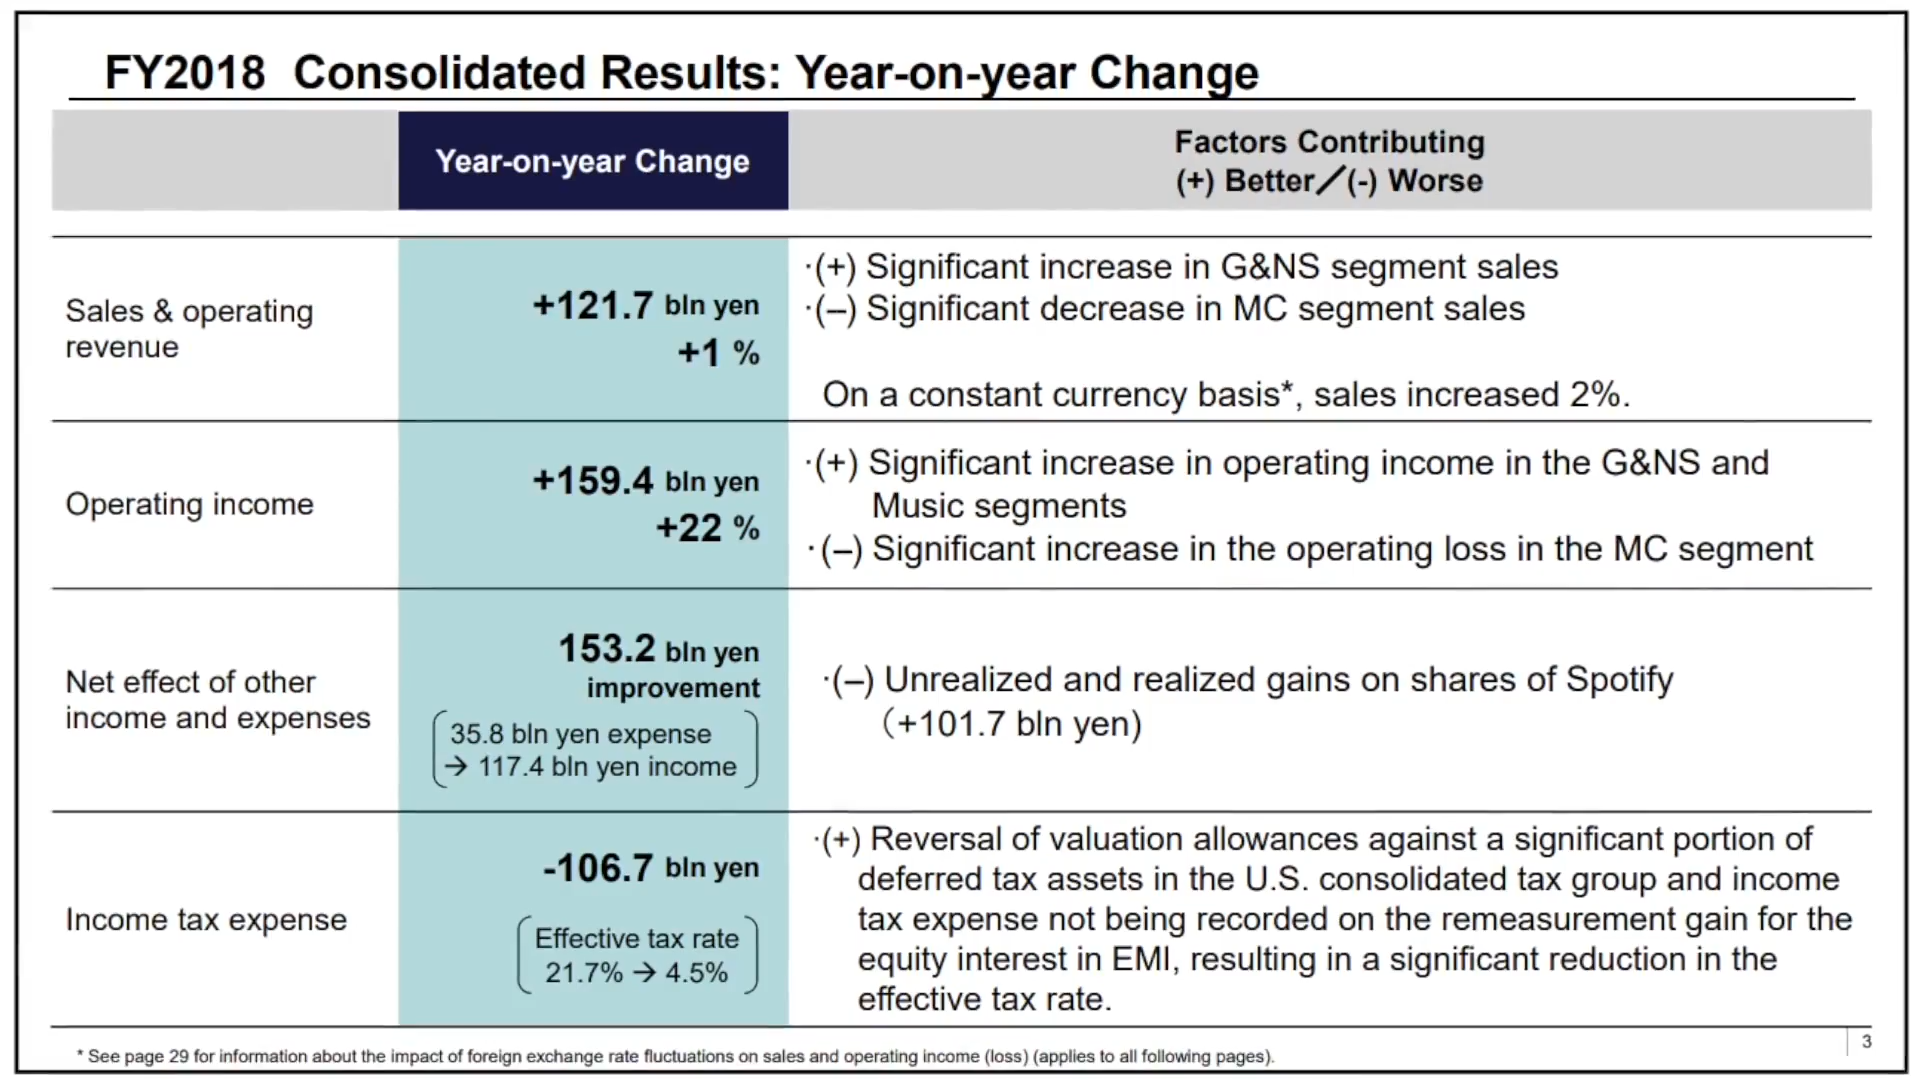 FY2018 Consolidated Results: Year-on-year Change
Year-on-year Change
Factors Contributing
(+) Better／(-) Worse
Sales & operating
revenue
+121.7 bln yen
+1 %
·(+) Significant increase in G&NS segment sales
·(–) Significant decrease in MC segment sales
On a constant currency basis*, sales increased 2%.
Operating income
+159.4 bln yen
+22 %
·(+) Significant increase in operating income in the G&NS and
Music segments
·(–) Significant increase in the operating loss in the MC segment
Net effect of other
income and expenses
153.2 bln yen
improvement
35.8 bln yen expense
→ 117.4 bln yen income
·(–) Unrealized and realized gains on shares of Spotify
（+101.7 bln yen)
Income tax expense
-106.7 bln yen
Effective tax rate
21.7% → 4.5%
·(+) Reversal of valuation allowances against a significant portion of
deferred tax assets in the U.S. consolidated tax group and income
tax expense not being recorded on the remeasurement gain for the
equity interest in EMI, resulting in a significant reduction in the
effective tax rate.
* See page 29 for information about the impact of foreign exchange rate fluctuations on sales and operating income (loss) (applies to all following pages).
3